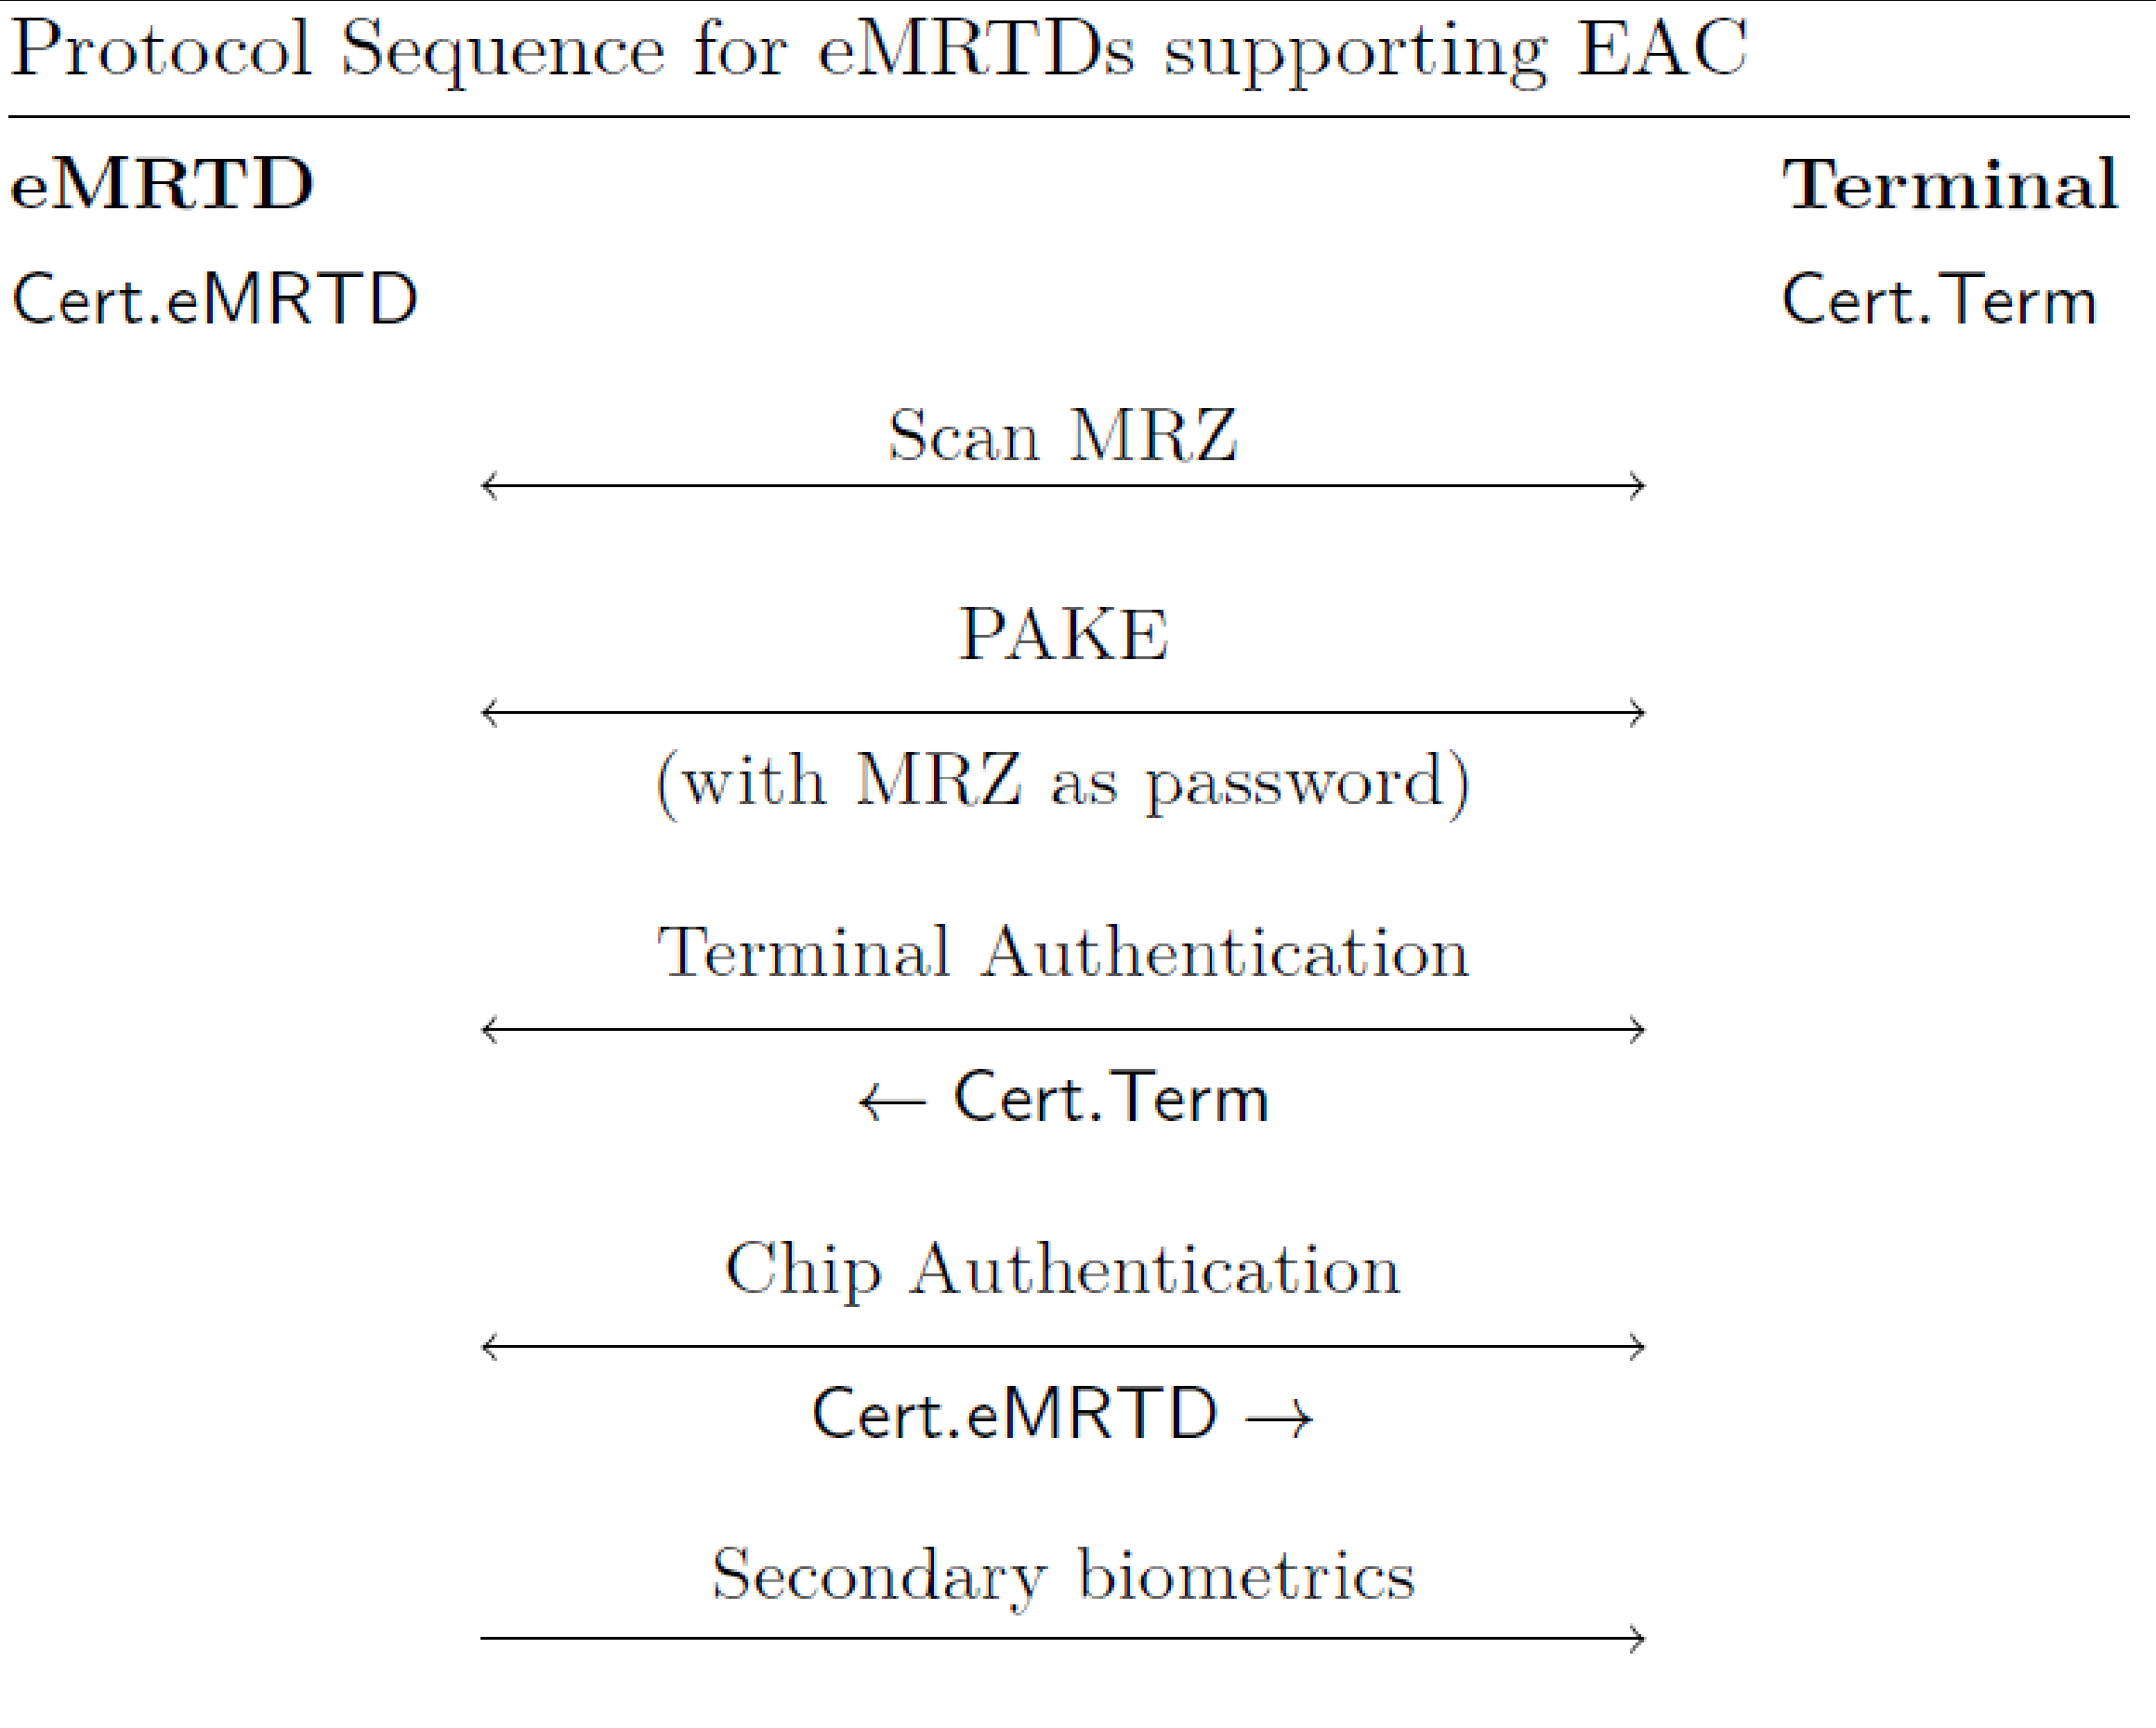 Protocol Sequence for eMRTDs supporting EAC
eMRTD Terminal
Cert.eMRTD Cert.Term
Scan MRZ
PAKE
(with MRZ as password)
Terminal Authentication
← Cert.Term
Chip Authentication
Cert.eMRTD →
Secondary biometrics